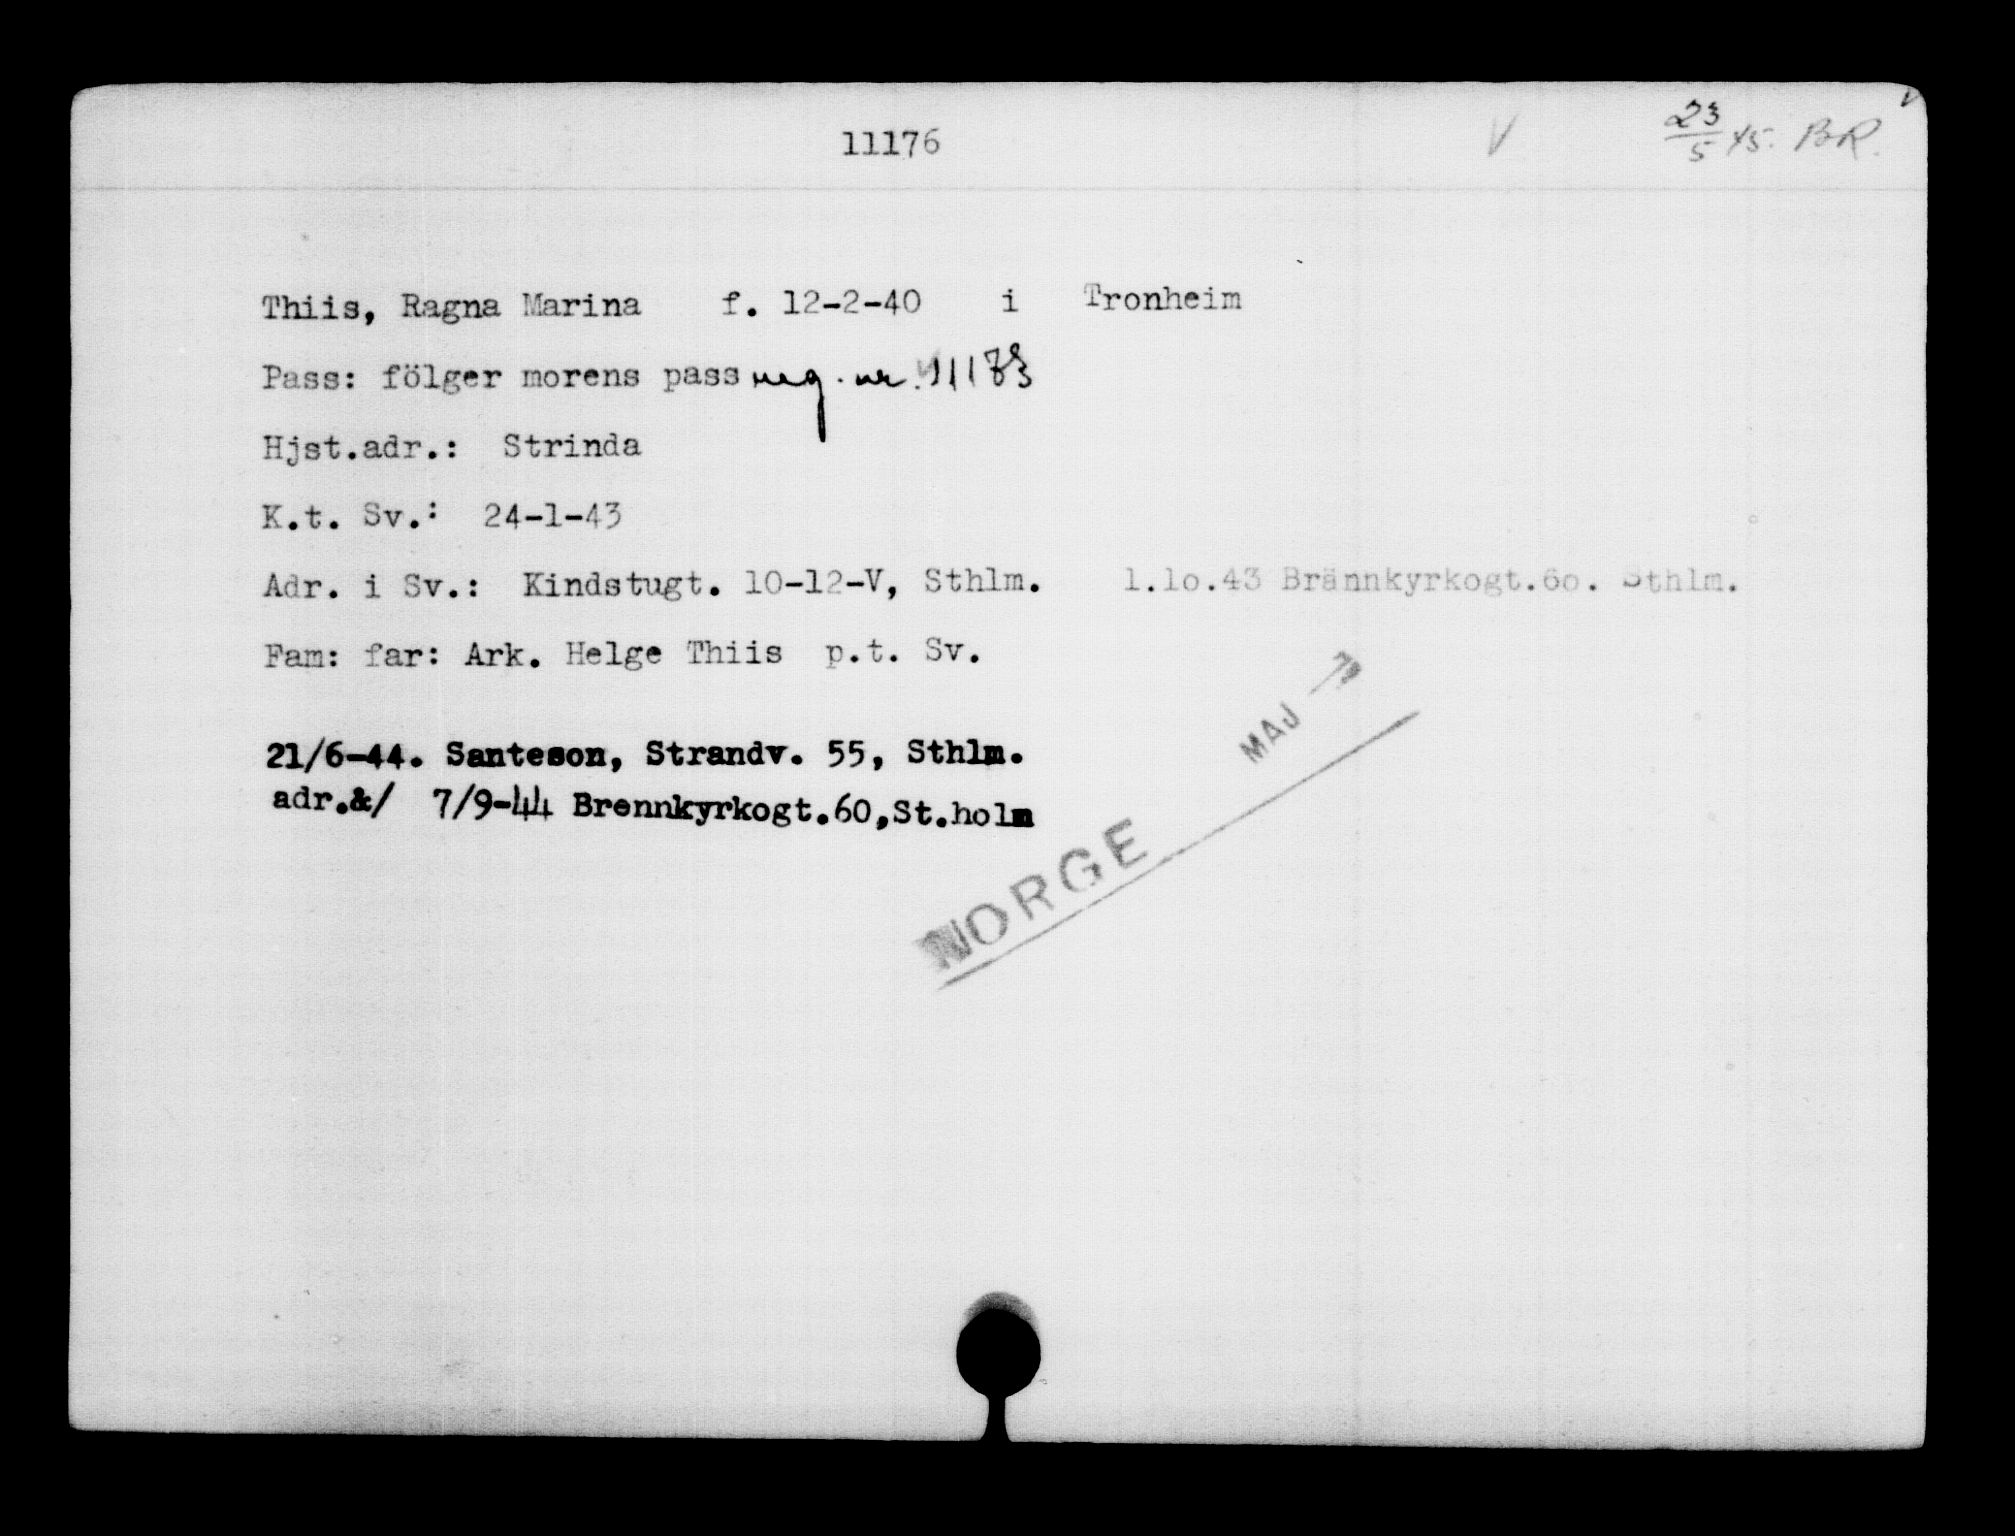 11176
V
23/5 45. BR.
Thiis, Ragna Marina f. 12-2-40 i Tronheim
Pass: fölger morens pass reg. nr. 11173
Hjst.adr.: Strinda
K.t. Sv.: 24-1-43
Adr. i Sv.: Kindstugt. 10-12-V, Sthlm. 1.1o.43 Brännkyrkogt.6o. Sthlm.
Fam: far: Ark. Helge Thiis p.t. Sv.
21/6-44. Santeson, Strandv. 55, Sthlm.
adr.&/ 7/9-44 Brennkyrkogt.60,St.holm
MAJ
NORGE